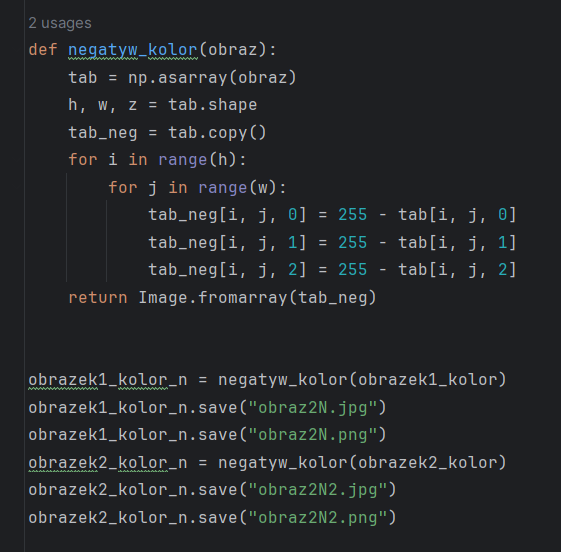 2 usages
def negatyw_kolor(obraz):
    tab = np.asarray(obraz)
    h, w, z = tab.shape
    tab_neg = tab.copy()
    for i in range(h):
        for j in range(w):
            tab_neg[i, j, 0] = 255 - tab[i, j, 0]
            tab_neg[i, j, 1] = 255 - tab[i, j, 1]
            tab_neg[i, j, 2] = 255 - tab[i, j, 2]
    return Image.fromarray(tab_neg)
obrazek1_kolor_n = negatyw_kolor(obrazek1_kolor)
obrazek1_kolor_n.save("obraz2N.jpg")
obrazek1_kolor_n.save("obraz2N.png")
obrazek2_kolor_n = negatyw_kolor(obrazek2_kolor)
obrazek2_kolor_n.save("obraz2N2.jpg")
obrazek2_kolor_n.save("obraz2N2.png")